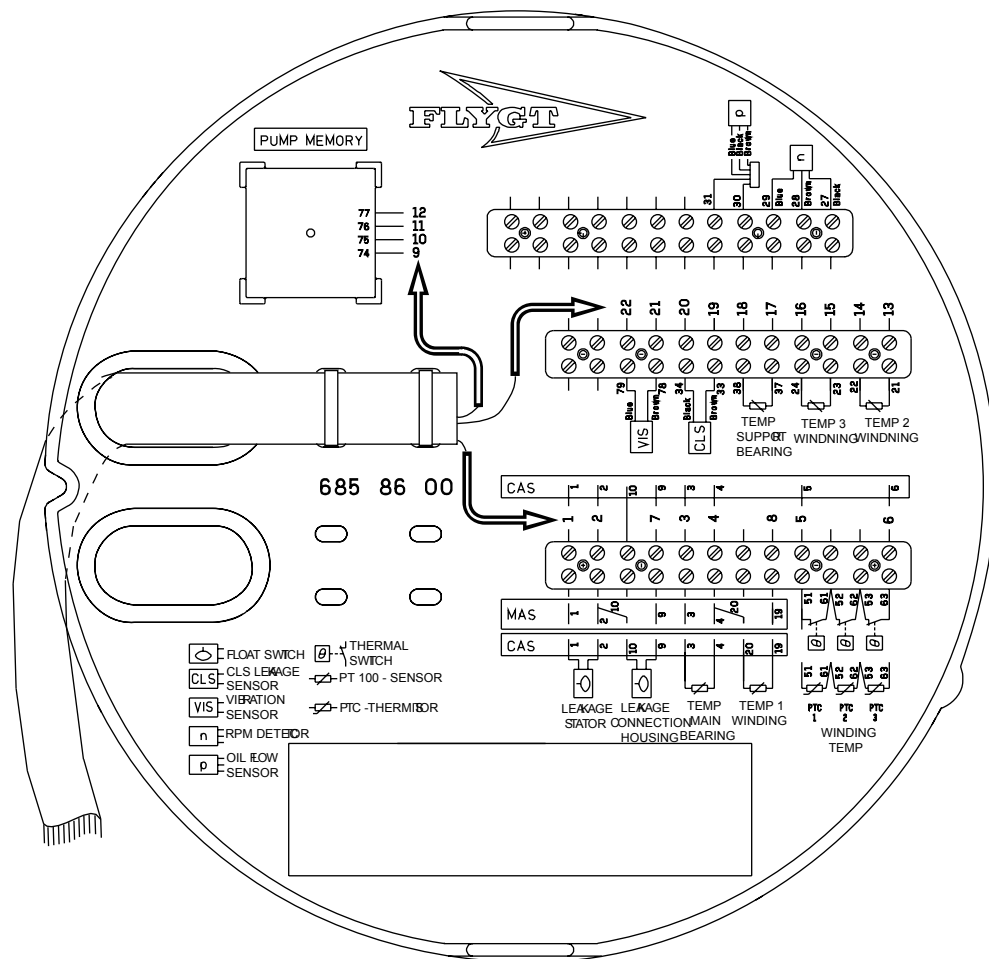 FLYGT
PUMP MEMORY
p
Blue
Black
Brown
n
31
30
29
Blue
28
Brown
27
Black
77 12
76 11
75 10
74 9
22 21 20 19 18 17 16 15 14 13
79 78 34 33 38 37 24 23 22 21
Blue Brown Black Brown
VIS
CLS
TEMP SUPPORT BEARING
TEMP 3 WINDNING
TEMP 2 WINDNING
685 86 00
CAS 1 2 10 9 3 4 5 6
1 2 7 3 4 8 5 6
51 61 52 62 53 63
MAS 1 2 10 9 3 4 20 19
θ θ θ
CAS 1 2 10 9 3 4 20 19
51 61 52 62 53 63
LEAKAGE STATOR
LEAKAGE CONNECTION HOUSING
TEMP MAIN BEARING
TEMP 1 WINDING
PTC 1
PTC 2
PTC 3
WINDING TEMP
FLOAT SWITCH
CLS CLS LEAKAGE SENSOR
VIS VIBRATION SENSOR
n RPM DETECTOR
p OIL FLOW SENSOR
θ THERMAL SWITCH
PT 100 - SENSOR
PTC - THERMISTOR